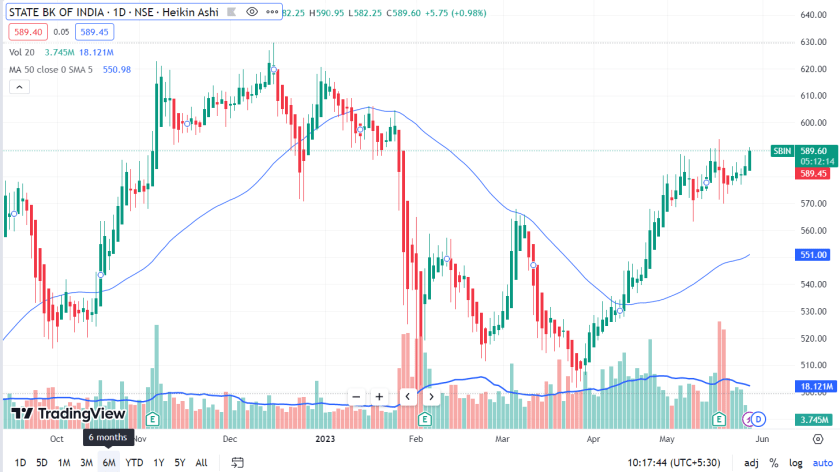 STATE BK OF INDIA · 1D · NSE · Heikin Ashi 82.25 H590.95 L582.25 C589.60 +5.75 (+0.98%)
589.40 0.05 589.45
Vol 20 3.745M 18.121M
MA 50 close 0 SMA 5 550.98
640.00
630.00
620.00
610.00
600.00
SBIN 589.60
05:12:14
589.45
570.00
560.00
551.00
540.00
530.00
520.00
510.00
18.121M
3.745M
TradingView
E E E D
Oct Nov Dec 2023 Feb Mar Apr May Jun
6 months
1D 5D 1M 3M 6M YTD 1Y 5Y All 10:17:44 (UTC+5:30) adj % log auto